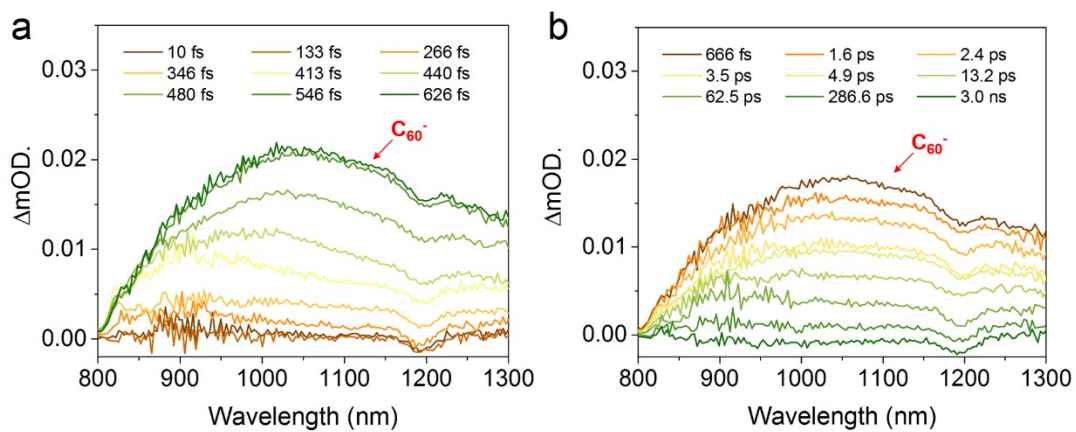 a
10 fs 133 fs 266 fs
346 fs 413 fs 440 fs
480 fs 546 fs 626 fs
C60-
0.03
0.02
0.01
0.00
ΔmOD.
800 900 1000 1100 1200 1300
Wavelength (nm)
b
666 fs 1.6 ps 2.4 ps
3.5 ps 4.9 ps 13.2 ps
62.5 ps 286.6 ps 3.0 ns
C60-
0.03
0.02
0.01
0.00
ΔmOD.
800 900 1000 1100 1200 1300
Wavelength (nm)